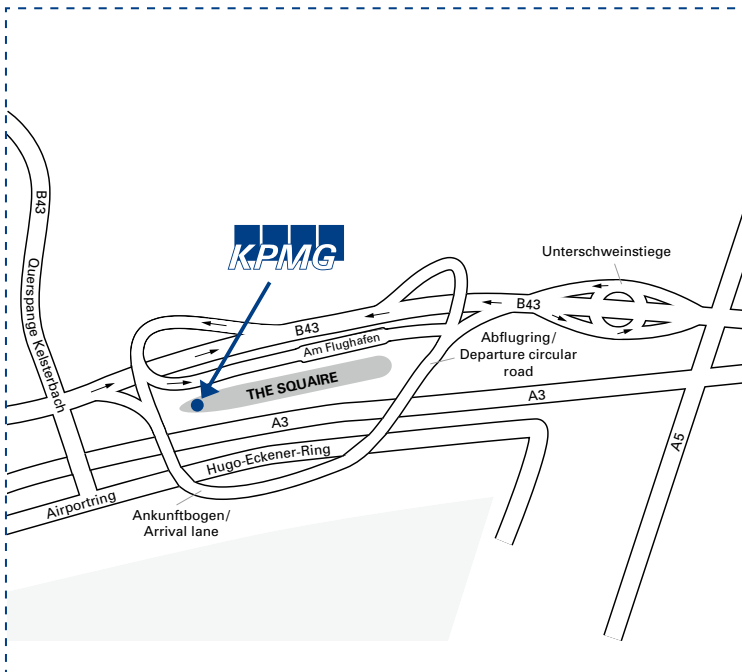 B43
Querspange Kelsterbach
KPMG
Unterschweinstiege
B43
B43
Am Flughafen
Abflugring/
Departure circular
road
THE SQUAIRE
A3
A3
A5
Hugo-Eckener-Ring
Airportring
Ankunftbogen/
Arrival lane